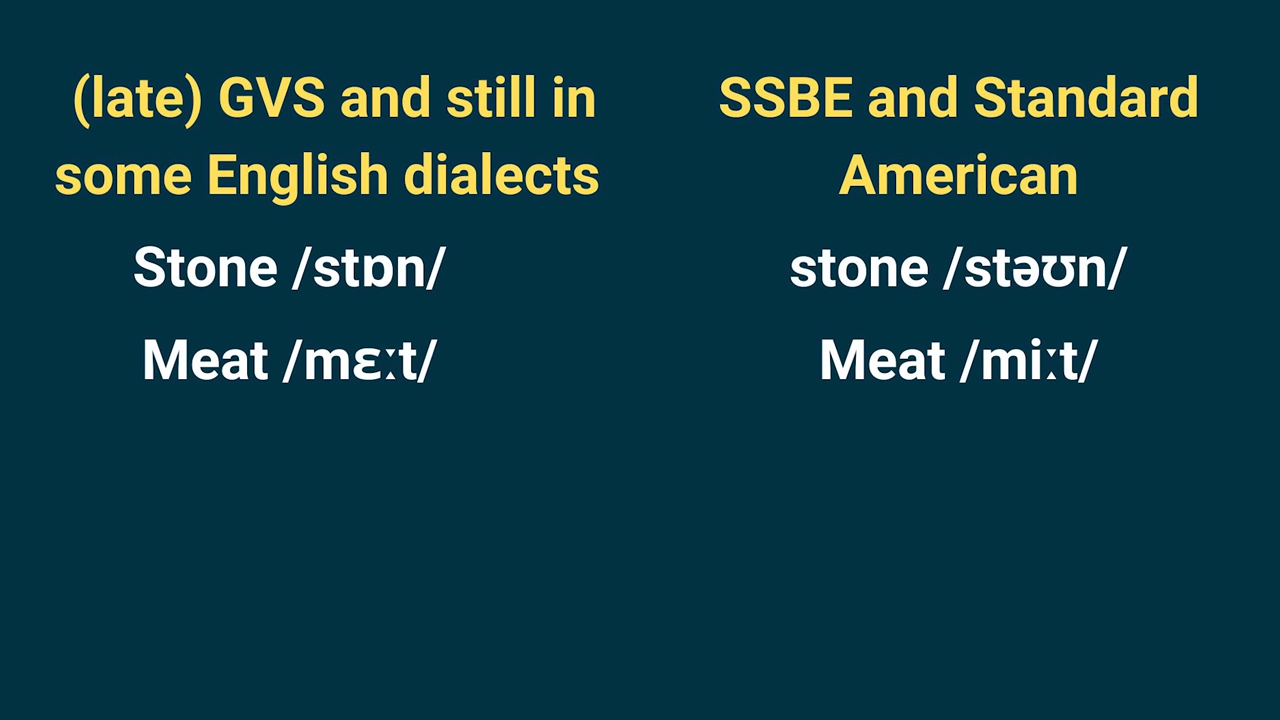 (late) GVS and still in
some English dialects
Stone /stɒn/
Meat /mɛːt/
SSBE and Standard
American
stone /stəʊn/
Meat /miːt/